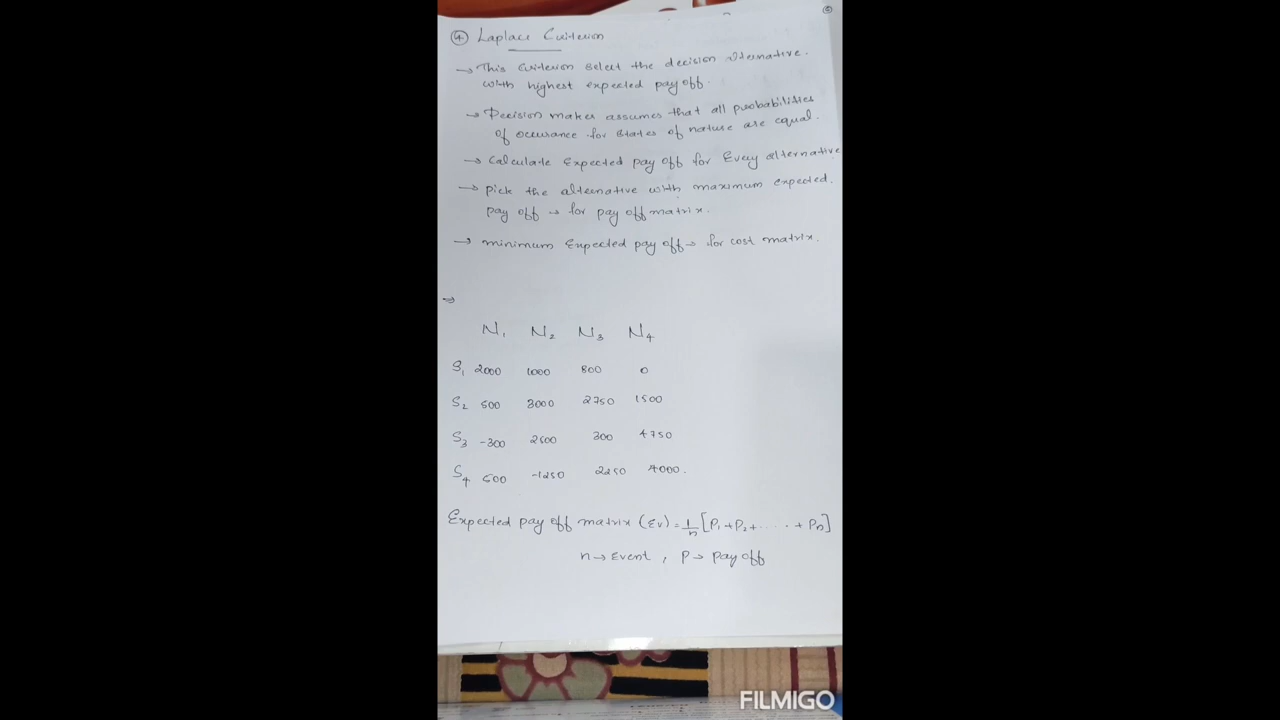 ④ Laplace Criterion
→ This Criterion select the decision alternative.
with highest expected pay off.
→ Decision maker assumes that all probabilities
of occurance for states of nature are equal.
→ Calculate Expected pay off for Every alternative
→ pick the alternative with maximum expected.
pay off → for pay off matrix.
→ minimum Expected pay off → for cost matrix.
⇒
N1 N2 N3 N4
S1 2000 1000 800 0
S2 500 3000 2750 1500
S3 -300 2500 300 4750
S4 500 -1250 2250 4000.
Expected pay off matrix (Ev) = 1/n [P1+P2+.....+Pn]
n → Event, P → Pay off
FILMIGO